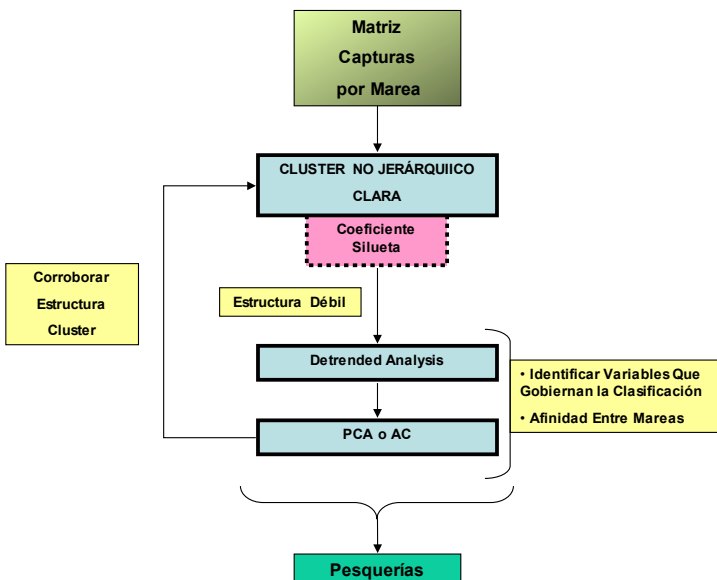 Matriz
Capturas
por Marea
CLUSTER NO JERÁRQUIICO
CLARA
Coeficiente
Silueta
Corroborar
Estructura
Cluster
Estructura Débil
Detrended Analysis
• Identificar Variables Que
Gobiernan la Clasificación
• Afinidad Entre Mareas
PCA o AC
Pesquerías